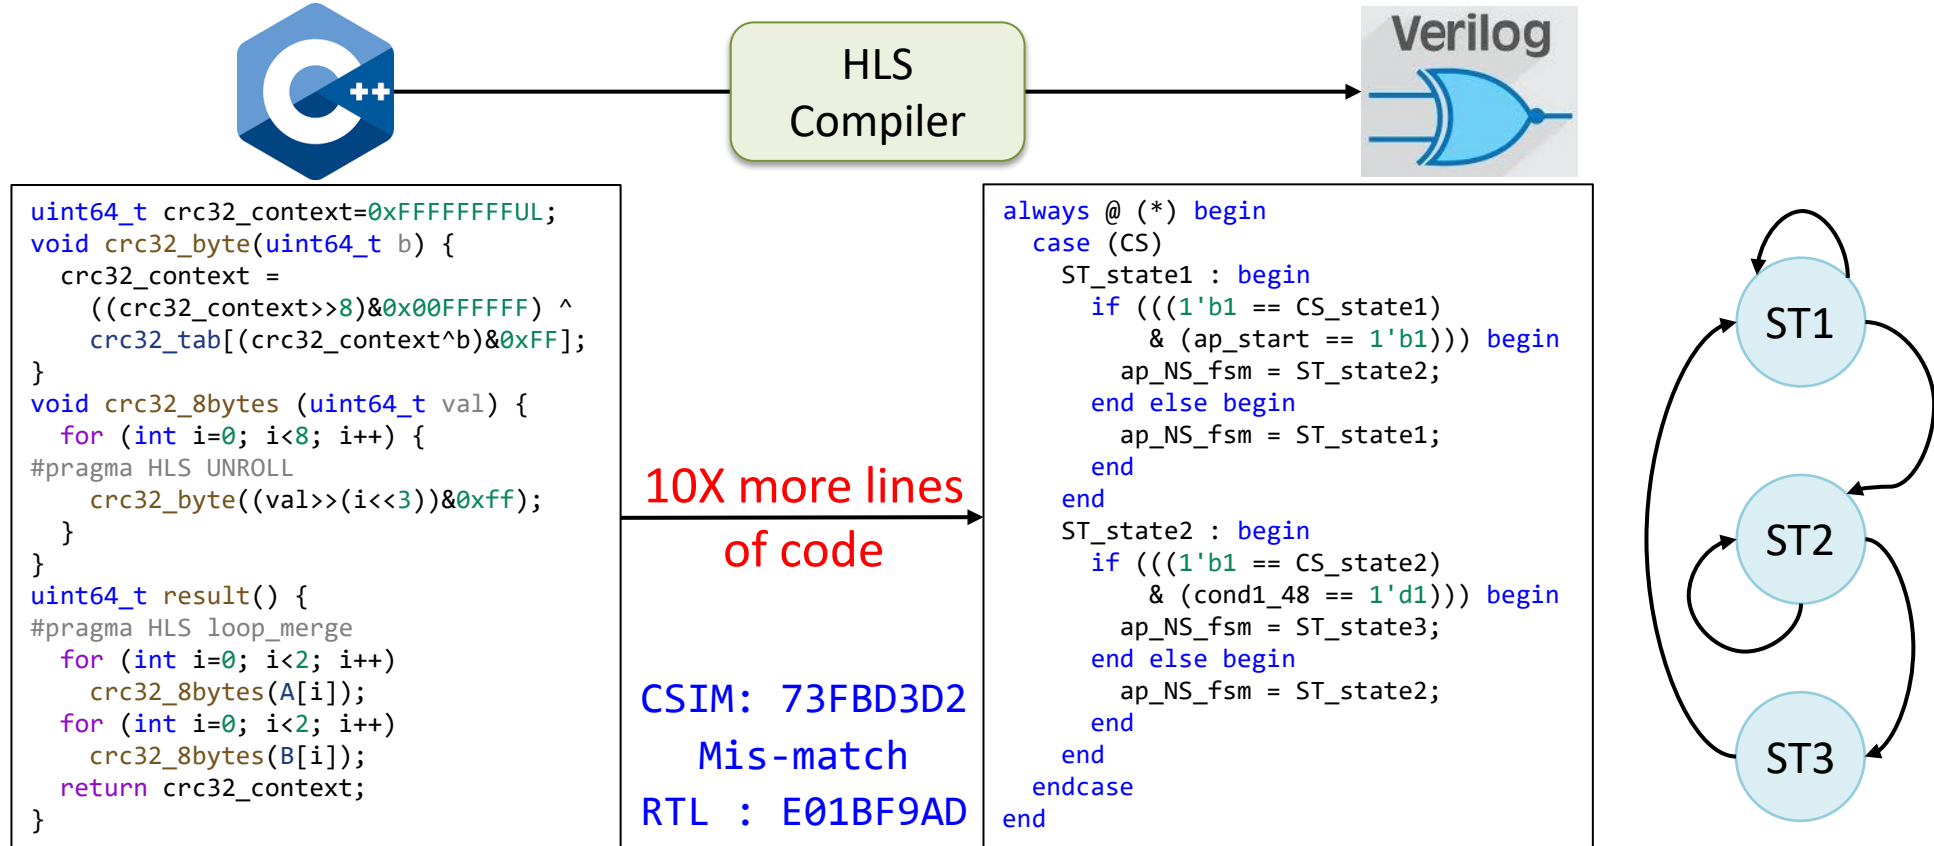 C++
HLS
Compiler
Verilog
uint64_t crc32_context=0xFFFFFFFFUL;
void crc32_byte(uint64_t b) {
  crc32_context =
    ((crc32_context>>8)&0x00FFFFFF) ^
    crc32_tab[(crc32_context^b)&0xFF];
}
void crc32_8bytes (uint64_t val) {
  for (int i=0; i<8; i++) {
#pragma HLS UNROLL
    crc32_byte((val>>(i<<3))&0xff);
  }
}
uint64_t result() {
#pragma HLS loop_merge
  for (int i=0; i<2; i++)
    crc32_8bytes(A[i]);
  for (int i=0; i<2; i++)
    crc32_8bytes(B[i]);
  return crc32_context;
}
10X more lines
of code
CSIM: 73FBD3D2
Mis-match
RTL : E01BF9AD
always @ (*) begin
  case (CS)
    ST_state1 : begin
      if (((1'b1 == CS_state1)
          & (ap_start == 1'b1))) begin
        ap_NS_fsm = ST_state2;
      end else begin
        ap_NS_fsm = ST_state1;
      end
    end
    ST_state2 : begin
      if (((1'b1 == CS_state2)
          & (cond1_48 == 1'd1))) begin
        ap_NS_fsm = ST_state3;
      end else begin
        ap_NS_fsm = ST_state2;
      end
    end
  endcase
end
ST1
ST2
ST3